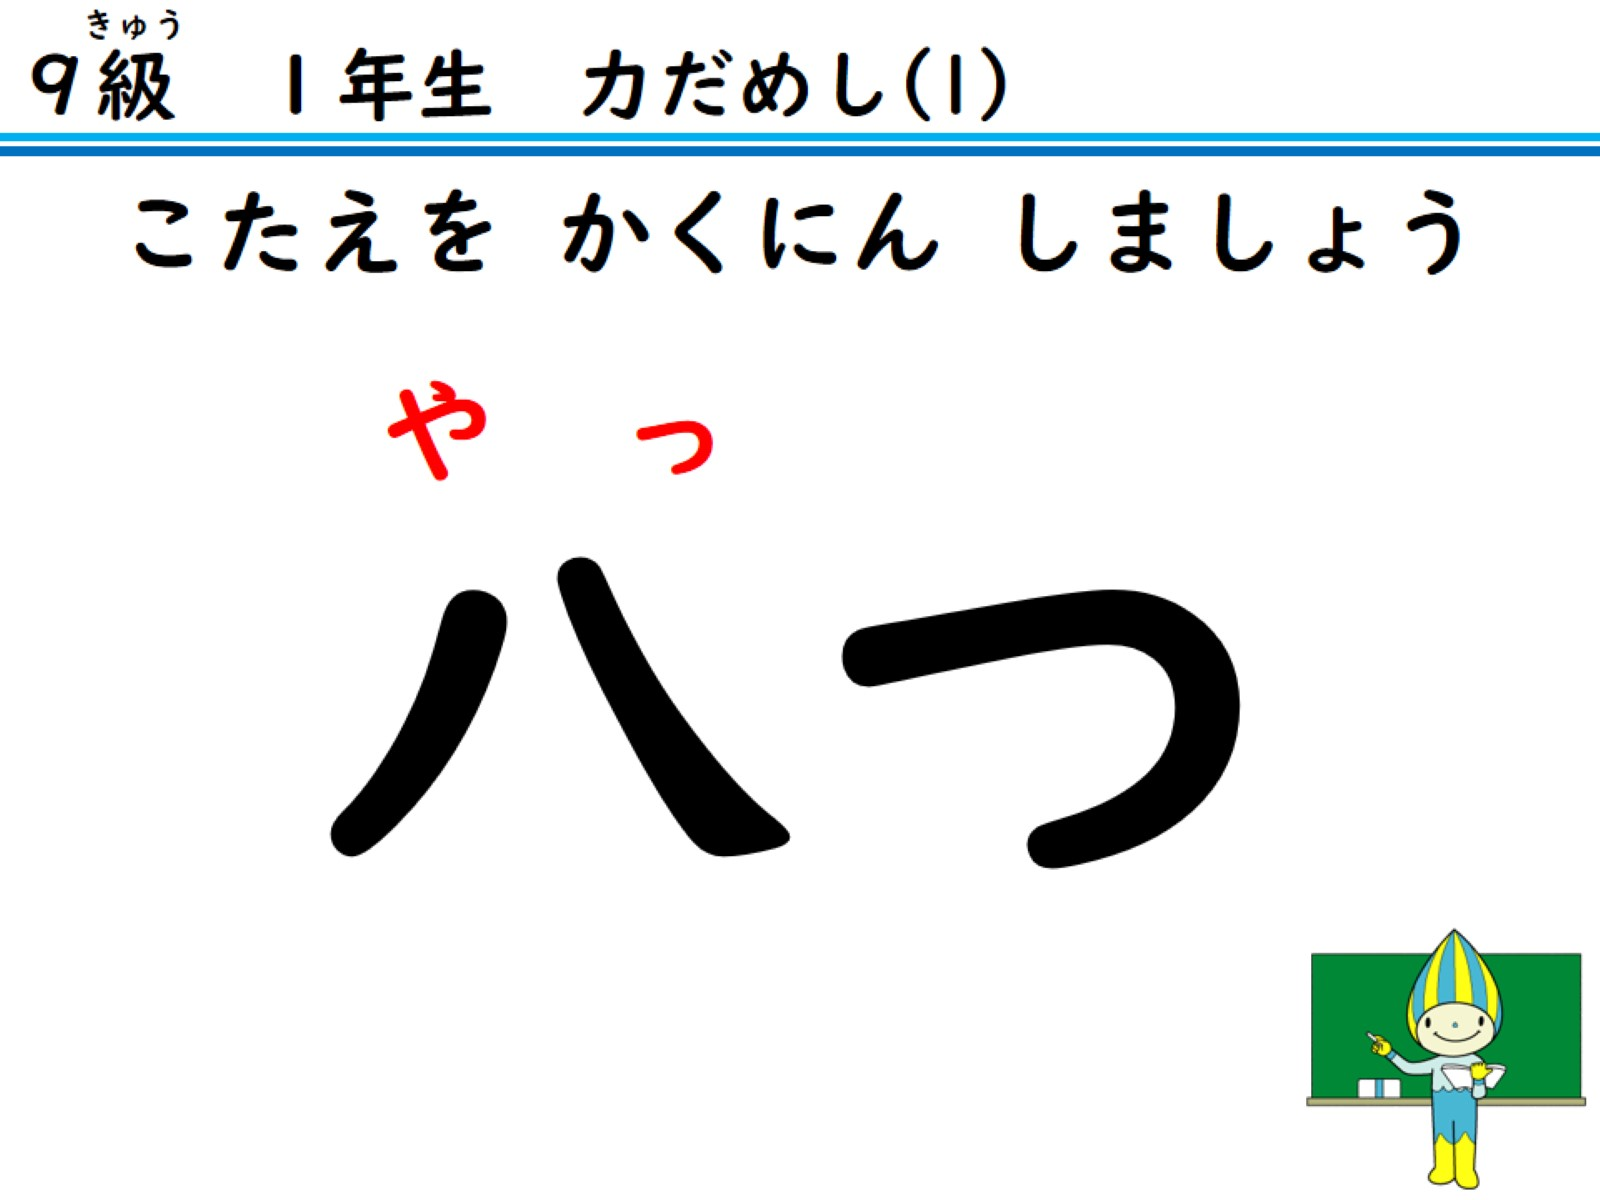 きゅう
9級 1年生 力だめし(1)
こたえを かくにん しましょう
や っ
八つ